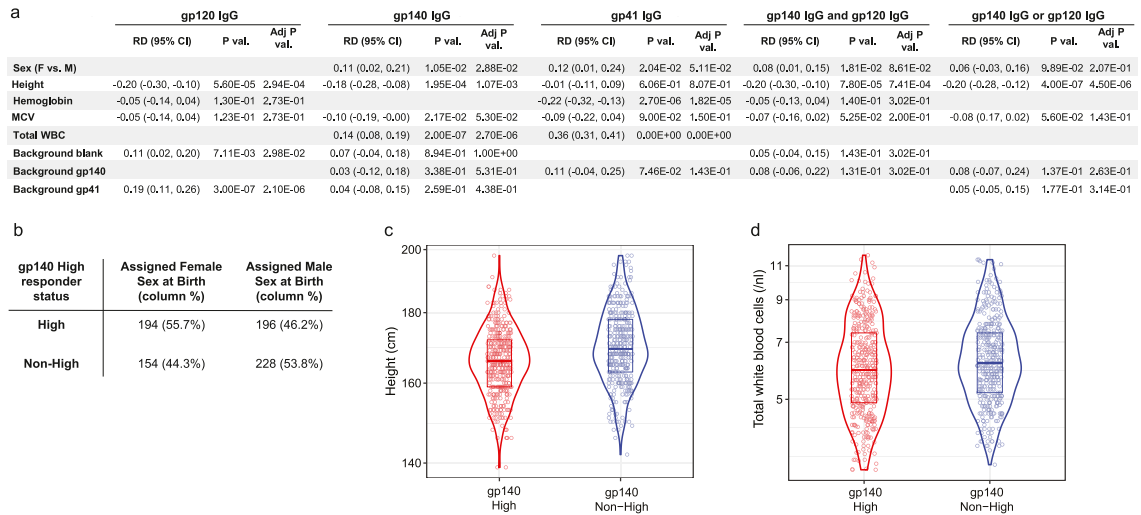 a
gp120 IgG gp140 IgG gp41 IgG gp140 IgG and gp120 IgG gp140 IgG or gp120 IgG
RD (95% CI) P val. Adj P val. RD (95% CI) P val. Adj P val. RD (95% CI) P val. Adj P val. RD (95% CI) P val. Adj P val. RD (95% CI) P val. Adj P val.
Sex (F vs. M) 0.11 (0.02, 0.21) 1.05E-02 2.88E-02 0.12 (0.01, 0.24) 2.04E-02 5.11E-02 0.08 (0.01, 0.15) 1.81E-02 8.61E-02 0.06 (-0.03, 0.16) 9.89E-02 2.07E-01
Height -0.20 (-0.30, -0.10) 5.60E-05 2.94E-04 -0.18 (-0.28, -0.08) 1.95E-04 1.07E-03 -0.01 (-0.11, 0.09) 6.06E-01 8.07E-01 -0.20 (-0.30, -0.10) 7.80E-05 7.41E-04 -0.20 (-0.28, -0.12) 4.00E-07 4.50E-06
Hemoglobin -0.05 (-0.14, 0.04) 1.30E-01 2.73E-01 -0.22 (-0.32, -0.13) 2.70E-06 1.82E-05 -0.05 (-0.13, 0.04) 1.40E-01 3.02E-01
MCV -0.05 (-0.14, 0.04) 1.23E-01 2.73E-01 -0.10 (-0.19, -0.00) 2.17E-02 5.30E-02 -0.09 (-0.22, 0.04) 9.00E-02 1.50E-01 -0.07 (-0.16, 0.02) 5.25E-02 2.00E-01 -0.08 (0.17, 0.02) 5.60E-02 1.43E-01
Total WBC 0.14 (0.08, 0.19) 2.00E-07 2.70E-06 0.36 (0.31, 0.41) 0.00E+00 0.00E+00
Background blank 0.11 (0.02, 0.20) 7.11E-03 2.98E-02 0.07 (-0.04, 0.18) 8.94E-01 1.00E+00 0.05 (-0.04, 0.15) 1.43E-01 3.02E-01
Background gp140 0.03 (-0.12, 0.18) 3.38E-01 5.31E-01 0.11 (-0.04, 0.25) 7.46E-02 1.43E-01 0.08 (-0.06, 0.22) 1.31E-01 3.02E-01 0.08 (-0.07, 0.24) 1.37E-01 2.63E-01
Background gp41 0.19 (0.11, 0.26) 3.00E-07 2.10E-06 0.04 (-0.08, 0.15) 2.59E-01 4.38E-01 0.05 (-0.05, 0.15) 1.77E-01 3.14E-01
b
gp140 High Assigned Female Assigned Male
responder Sex at Birth Sex at Birth
status (column %) (column %)
High 194 (55.7%) 196 (46.2%)
Non-High 154 (44.3%) 228 (53.8%)
c
Height (cm)
200
180
160
140
gp140 gp140
High Non-High
d
Total white blood cells (/nl)
11
9
7
5
gp140 gp140
High Non-High